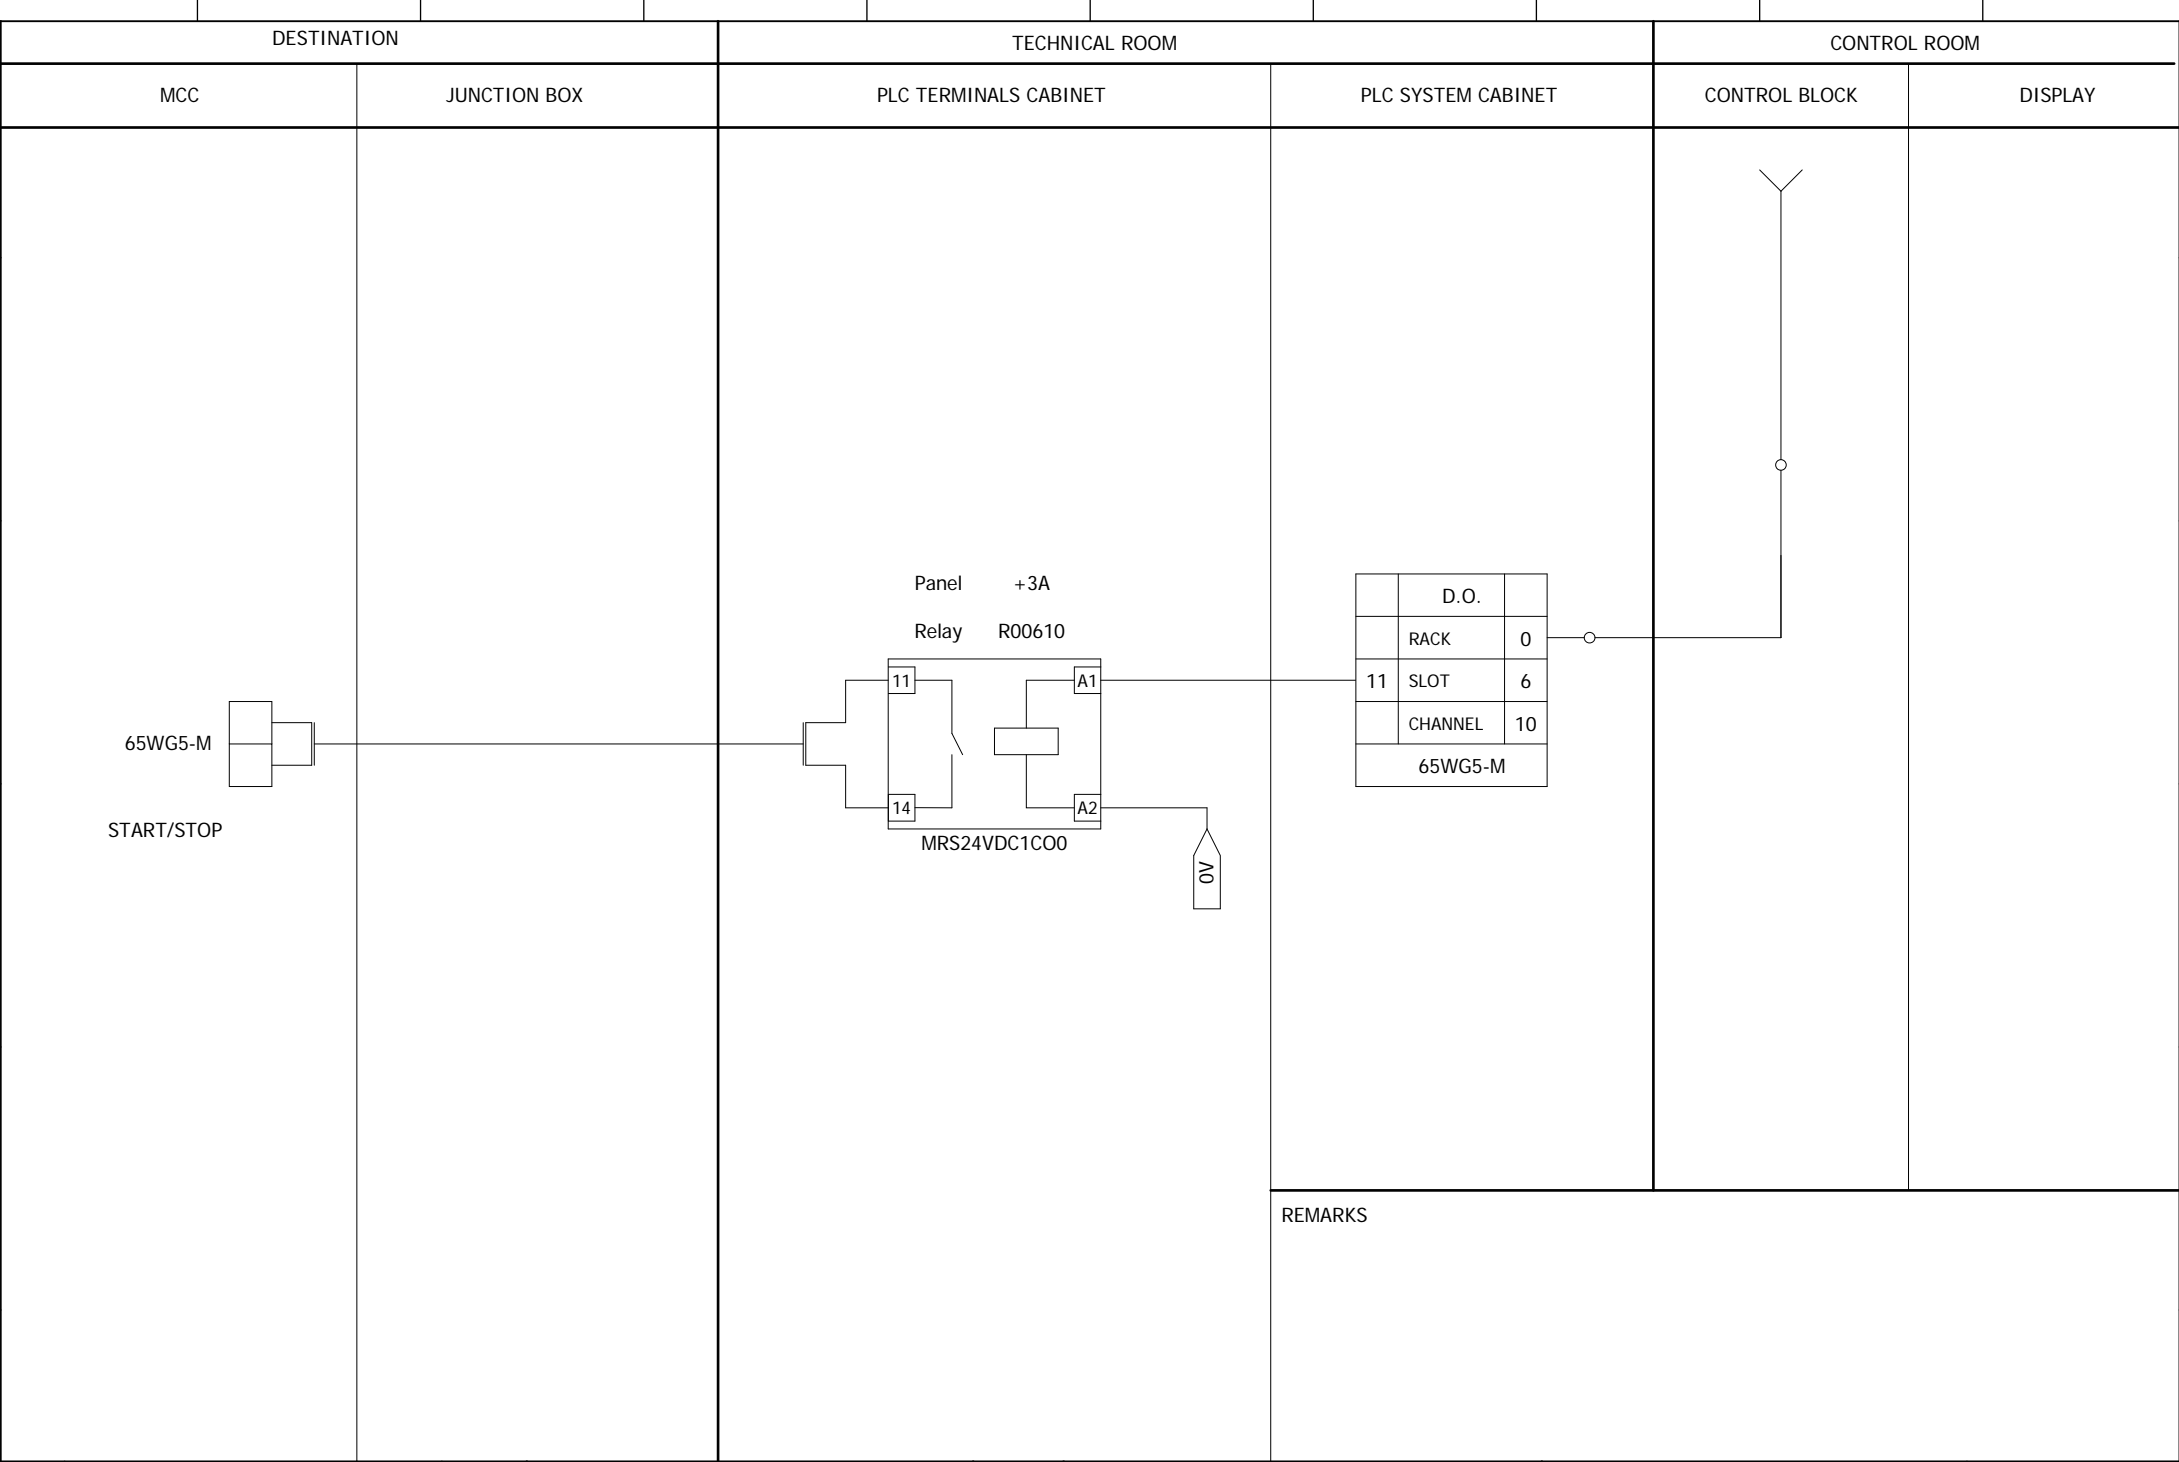 DESTINATION
TECHNICAL ROOM
CONTROL ROOM
MCC
JUNCTION BOX
PLC TERMINALS CABINET
PLC SYSTEM CABINET
CONTROL BLOCK
DISPLAY
Panel +3A
Relay R00610
11
A1
14
A2
MRS24VDC1CO0
0V
65WG5-M
START/STOP
D.O.
RACK 0
11 SLOT 6
CHANNEL 10
65WG5-M
REMARKS